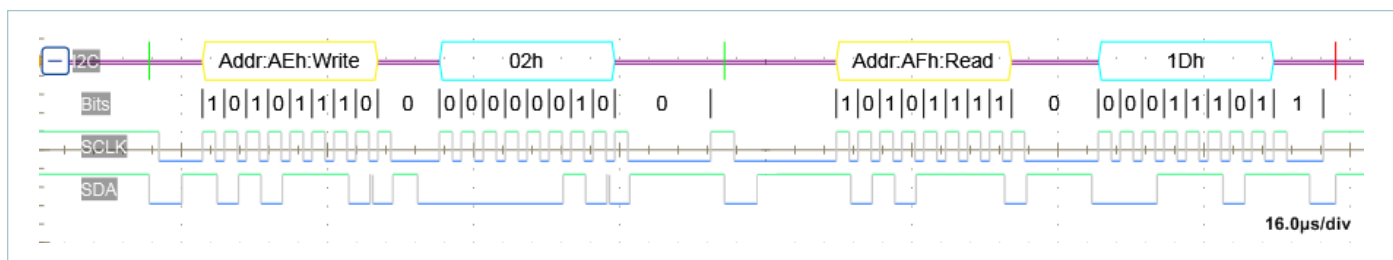 I2C Addr:AEh:Write 02h Addr:AFh:Read 1Dh
Bits 1 0 1 0 1 1 1 0 0 0 0 0 0 0 0 1 0 0 1 0 1 0 1 1 1 1 0 0 0 0 1 1 1 0 1 1
SCLK
SDA
16.0µs/div